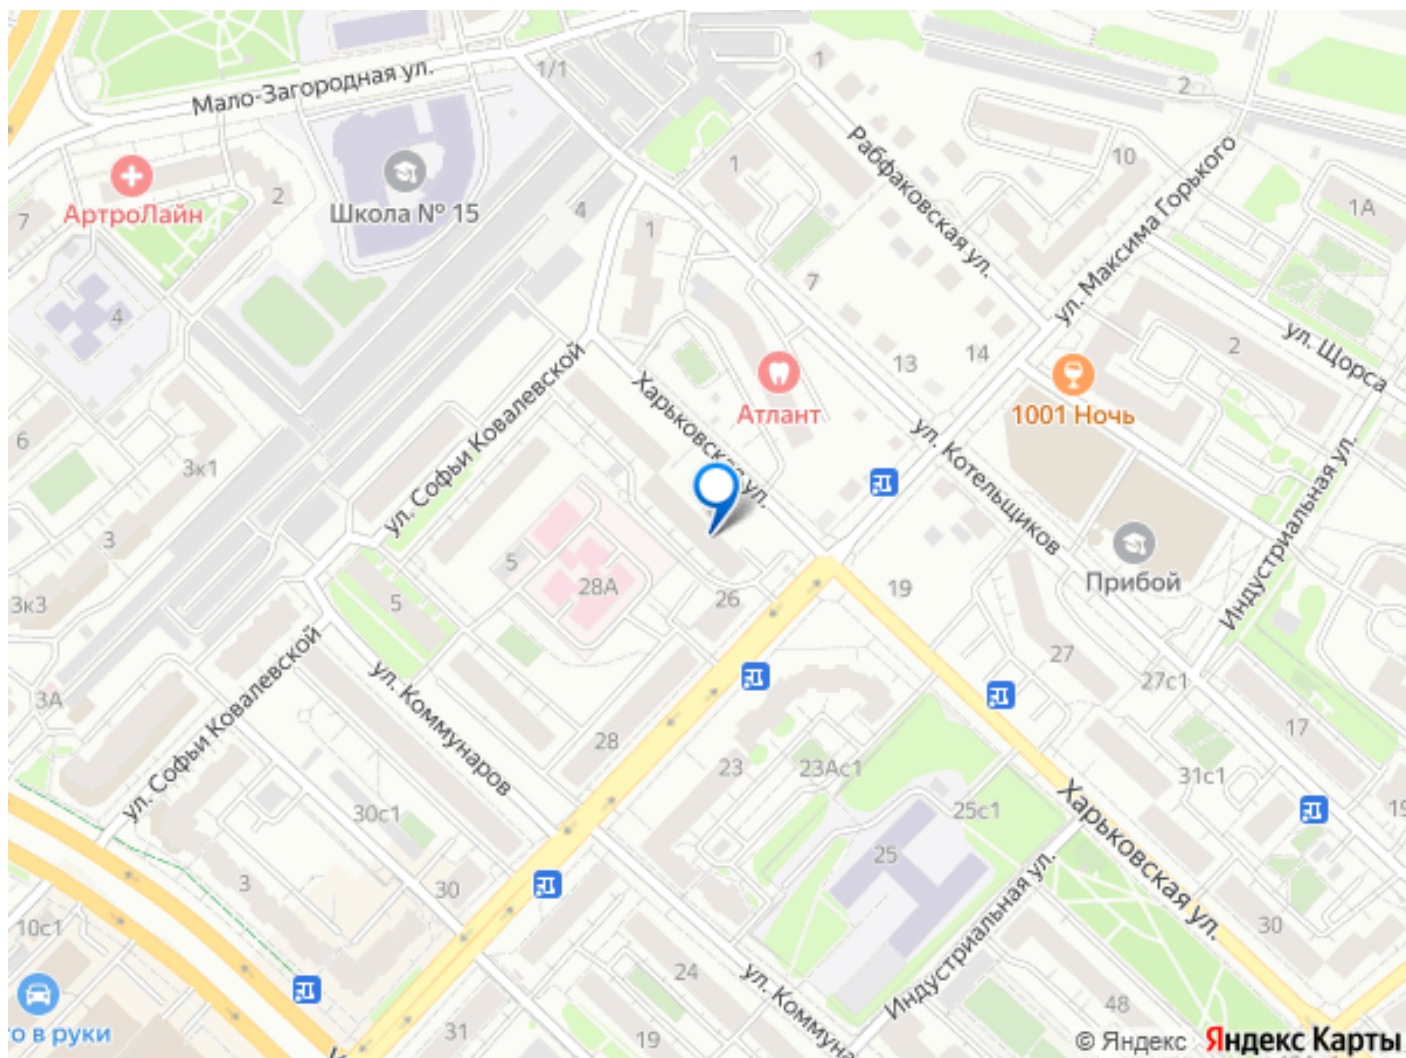 Мало-Загородная ул.
1/1
1
2
Рабфаковская ул.
10
ул. Максима Горького
1А
АртроЛайн
2
7
Школа № 15
4
1
1
7
4
13
14
2
ул. Щорса
Атлант
1001 Ночь
Харьковская ул.
ул. Софьи Ковалевской
ул. Котельщиков
Индустриальная ул.
6
3к1
3
3к3
5
5
28А
26
19
Прибой
27
27с1
17
3А
ул. Софьи Ковалевской
ул. Коммунаров
28
23
23Ас1
31с1
25с1
Харьковская ул.
30с1
25
3
30
30
10с1
Индустриальная ул.
24
48
ул. Коммуна
31
19
19
о в руки
© Яндекс Яндекс Карты